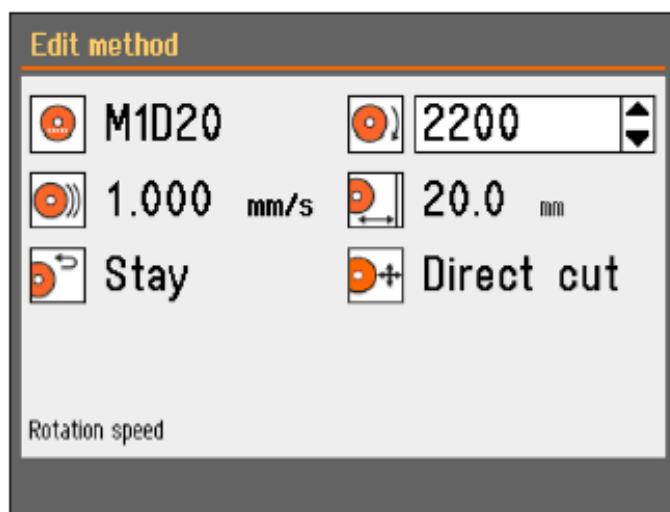 Edit method
M1D20 2200
1.000 mm/s 20.0 mm
Stay Direct cut
Rotation speed